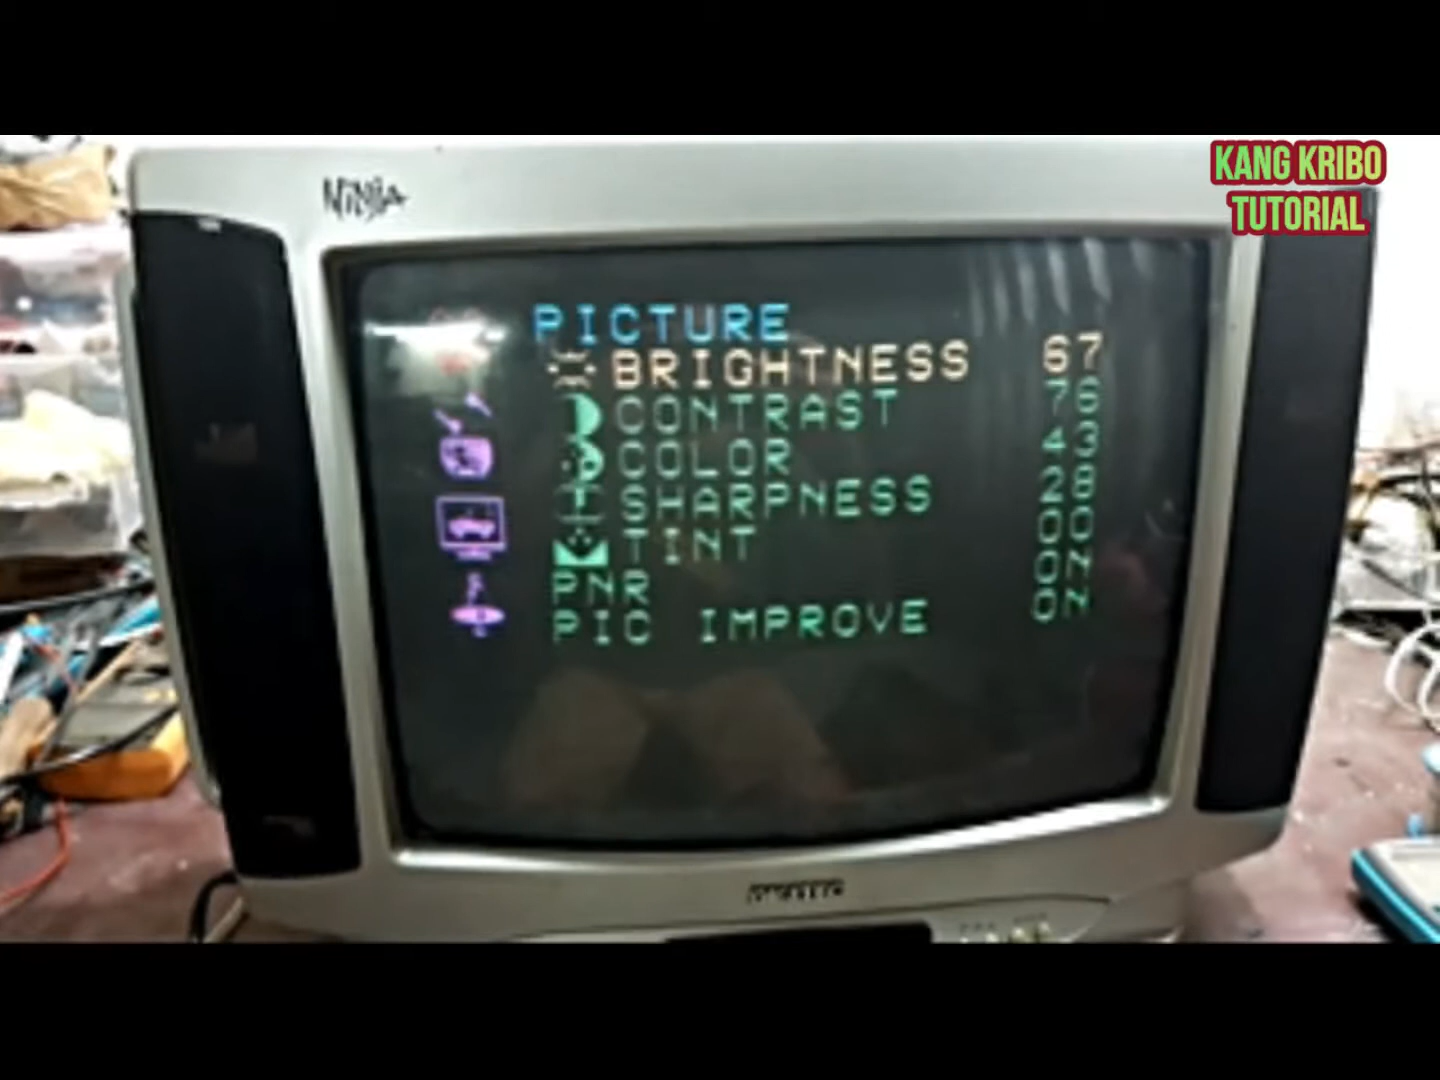 KANG KRIBO
TUTORIAL
NiNjA
PICTURE
BRIGHTNESS 67
CONTRAST 76
COLOR 43
SHARPNESS 28
TINT 00
PNR ON
PIC IMPROVE ON